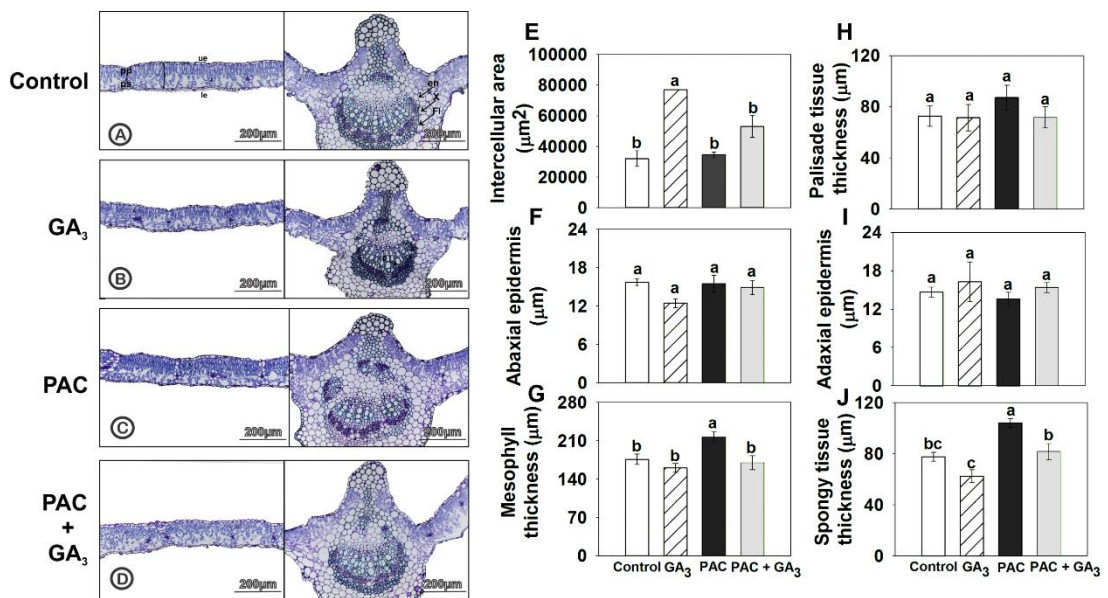 Control
pp
ps
ue
le
en
X
Fl
A
200µm
200µm
GA3
B
200µm
200µm
PAC
C
200µm
200µm
PAC
+
GA3
D
200µm
200µm
E
Intercellular area
(µm2)
100000
80000
60000
40000
20000
0
b
a
b
b
F
Abaxial epidermis
(µm)
24
18
12
6
0
a
a
a
a
G
Mesophyll
thickness (µm)
280
210
140
70
0
b
b
a
b
Control GA3 PAC PAC + GA3
H
Palisade tissue
thickness (µm)
120
80
40
0
a
a
a
a
I
Adaxial epidermis
(µm)
24
18
12
6
0
a
a
a
a
J
Spongy tissue
thickness (µm)
120
80
40
0
bc
c
a
b
Control GA3 PAC PAC + GA3